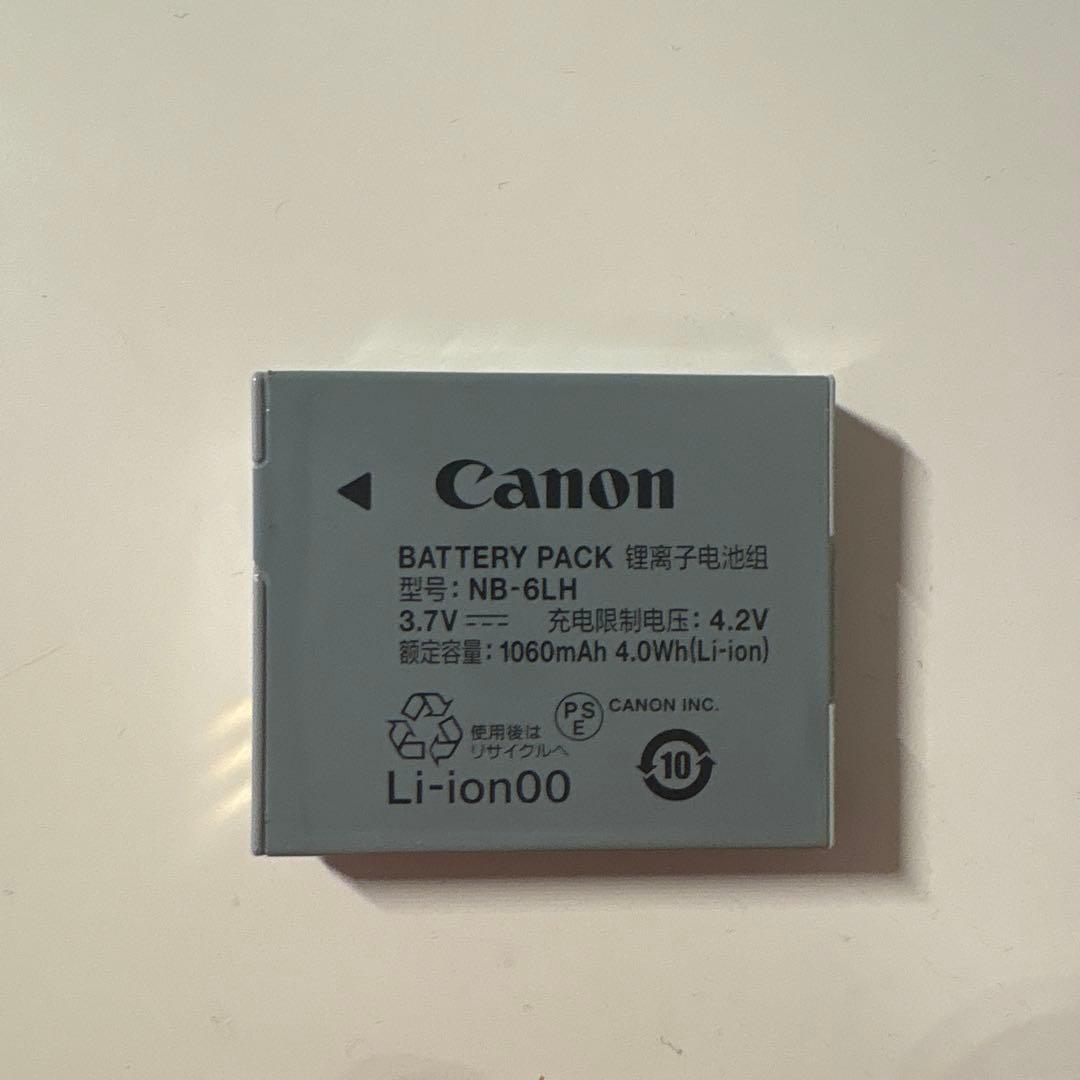 Canon
BATTERY PACK 锂离子电池组
型号: NB-6LH
3.7V 充电限制电压: 4.2V
额定容量: 1060mAh 4.0Wh(Li-ion)
使用後は
リサイクルへ
PSE
CANON INC.
10
Li-ion00